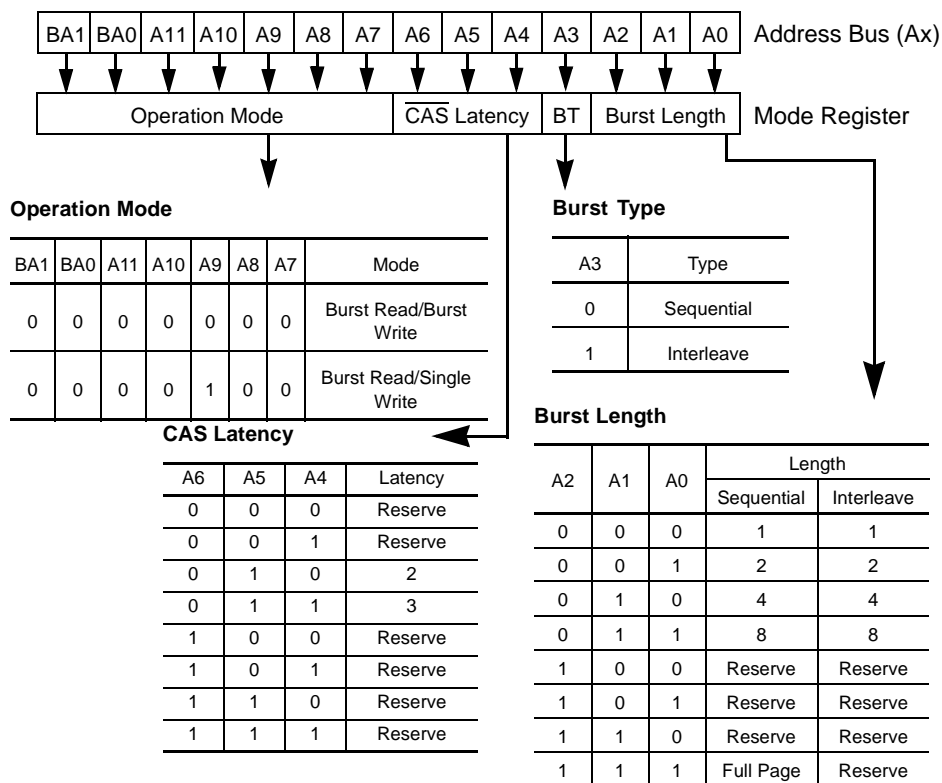 BA1 BA0 A11 A10 A9 A8 A7 A6 A5 A4 A3 A2 A1 A0 Address Bus (Ax)
Operation Mode CAS Latency BT Burst Length Mode Register
Operation Mode
BA1 BA0 A11 A10 A9 A8 A7 Mode
0 0 0 0 0 0 0 Burst Read/Burst
Write
0 0 0 0 1 0 0 Burst Read/Single
Write
Burst Type
A3 Type
0 Sequential
1 Interleave
CAS Latency
A6 A5 A4 Latency
0 0 0 Reserve
0 0 1 Reserve
0 1 0 2
0 1 1 3
1 0 0 Reserve
1 0 1 Reserve
1 1 0 Reserve
1 1 1 Reserve
Burst Length
A2 A1 A0 Length
Sequential Interleave
0 0 0 1 1
0 0 1 2 2
0 1 0 4 4
0 1 1 8 8
1 0 0 Reserve Reserve
1 0 1 Reserve Reserve
1 1 0 Reserve Reserve
1 1 1 Full Page Reserve